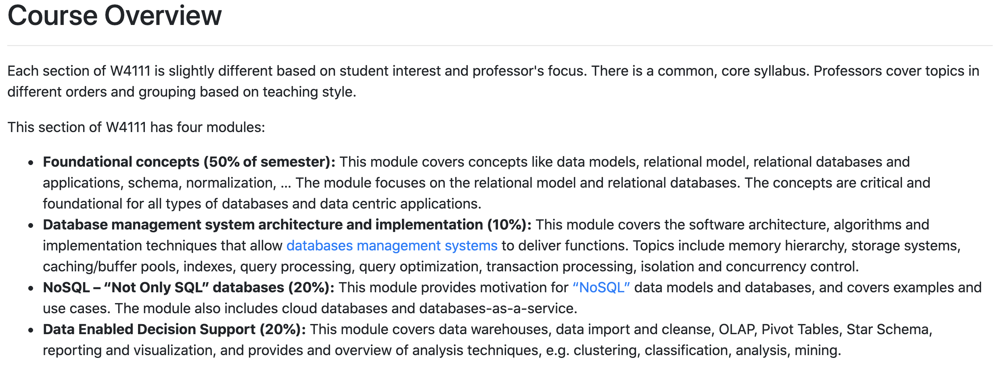 Course Overview
Each section of W4111 is slightly different based on student interest and professor's focus. There is a common, core syllabus. Professors cover topics in
different orders and grouping based on teaching style.
This section of W4111 has four modules:
• Foundational concepts (50% of semester): This module covers concepts like data models, relational model, relational databases and
applications, schema, normalization, ... The module focuses on the relational model and relational databases. The concepts are critical and
foundational for all types of databases and data centric applications.
• Database management system architecture and implementation (10%): This module covers the software architecture, algorithms and
implementation techniques that allow databases management systems to deliver functions. Topics include memory hierarchy, storage systems,
caching/buffer pools, indexes, query processing, query optimization, transaction processing, isolation and concurrency control.
• NoSQL – “Not Only SQL” databases (20%): This module provides motivation for “NoSQL” data models and databases, and covers examples and
use cases. The module also includes cloud databases and databases-as-a-service.
• Data Enabled Decision Support (20%): This module covers data warehouses, data import and cleanse, OLAP, Pivot Tables, Star Schema,
reporting and visualization, and provides and overview of analysis techniques, e.g. clustering, classification, analysis, mining.